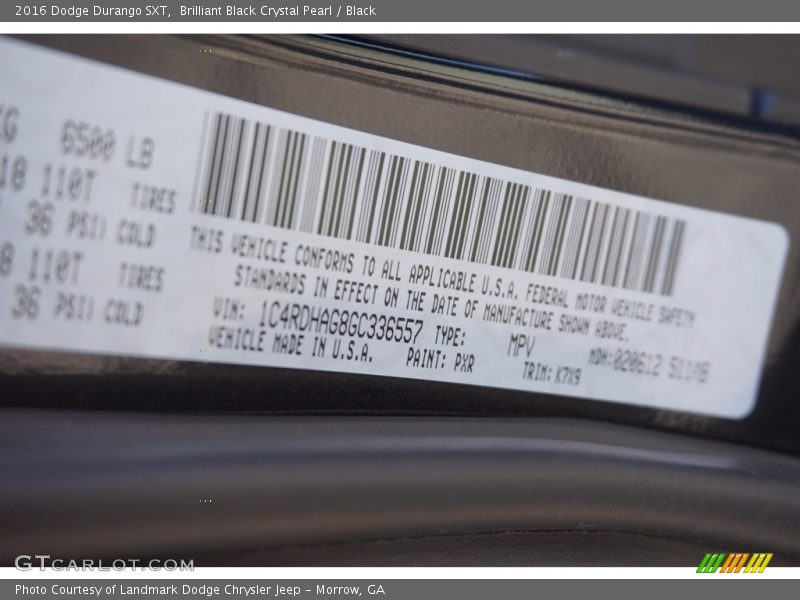 2016 Dodge Durango SXT,  Brilliant Black Crystal Pearl / Black
6500 LB
110T TIRES
36 PSI) COLD
110T TIRES
36 PSI) COLD
THIS VEHICLE CONFORMS TO ALL APPLICABLE U.S.A. FEDERAL MOTOR VEHICLE SAFETY
STANDARDS IN EFFECT ON THE DATE OF MANUFACTURE SHOWN ABOVE.
VIN: 1C4RDHAG8GC336557 TYPE: MPV MDH:020612 511AB
VEHICLE MADE IN U.S.A. PAINT: PXR TRIM: K7X9
GTCARLOT.COM
Photo Courtesy of Landmark Dodge Chrysler Jeep – Morrow, GA